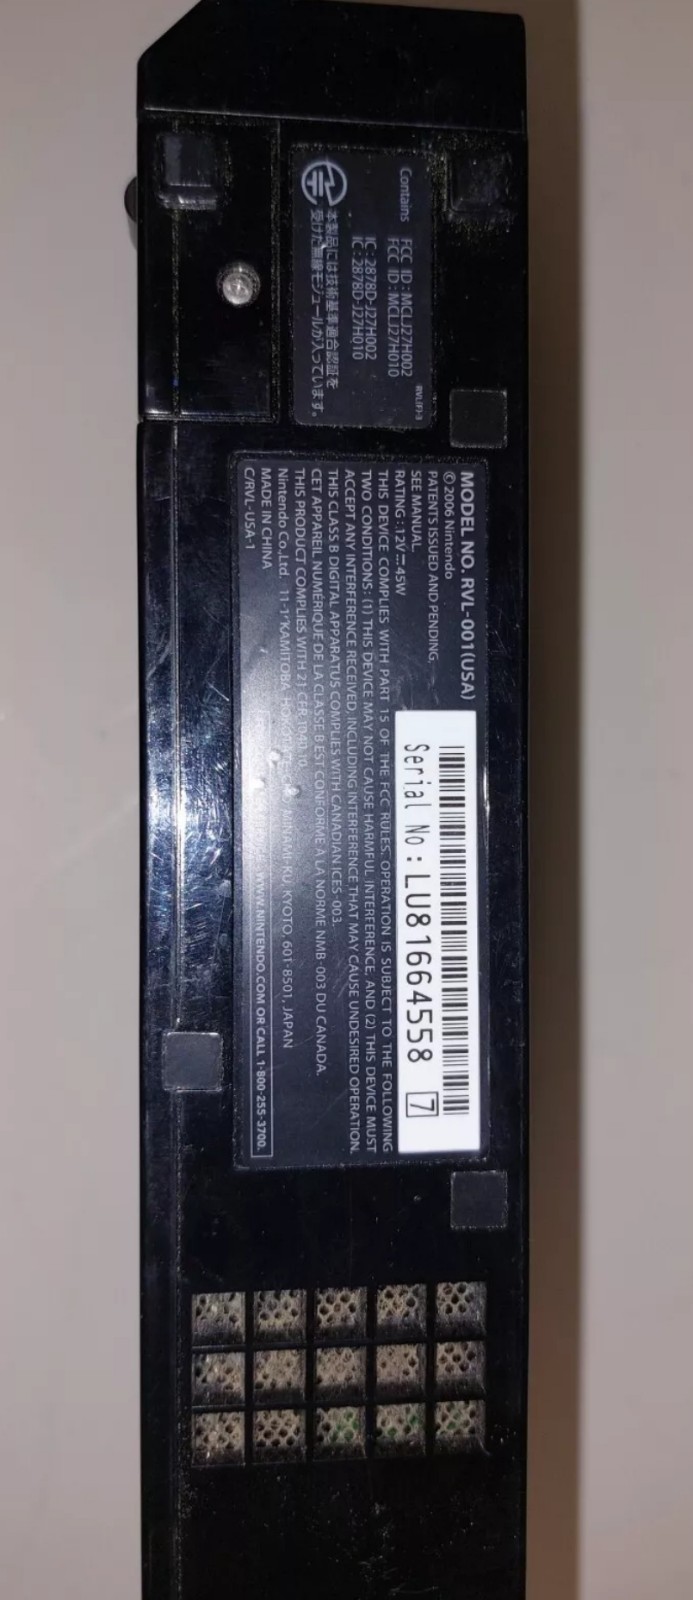 Contains FCC ID : MCLJ27H002
FCC ID : MCLJ27H010
IC : 2878D-J27H002
IC : 2878D-J27H010
本製品には技術基準適合認証を
受けた無線モジュールが入っています。
RVL(F)-3
MODEL NO. RVL-001(USA)
© 2006 Nintendo
PATENTS ISSUED AND PENDING.
SEE MANUAL.
RATING : 12V⎓45W
Serial No : LU81664558 7
THIS DEVICE COMPLIES WITH PART 15 OF THE FCC RULES. OPERATION IS SUBJECT TO THE FOLLOWING
TWO CONDITIONS: (1) THIS DEVICE MAY NOT CAUSE HARMFUL INTERFERENCE, AND (2) THIS DEVICE MUST
ACCEPT ANY INTERFERENCE RECEIVED, INCLUDING INTERFERENCE THAT MAY CAUSE UNDESIRED OPERATION.
THIS CLASS B DIGITAL APPARATUS COMPLIES WITH CANADIAN ICES-003.
CET APPAREIL NUMÉRIQUE DE LA CLASSE B EST CONFORME A LA NORME NMB-003 DU CANADA.
THIS PRODUCT COMPLIES WITH 21 CFR 1040.10.
Nintendo Co.,Ltd. 11-1 KAMITOBA MINAMI-KU, KYOTO, 601-8501, JAPAN
MADE IN CHINA
WWW.NINTENDO.COM OR CALL 1-800-255-3700.
C/RVL-USA-1